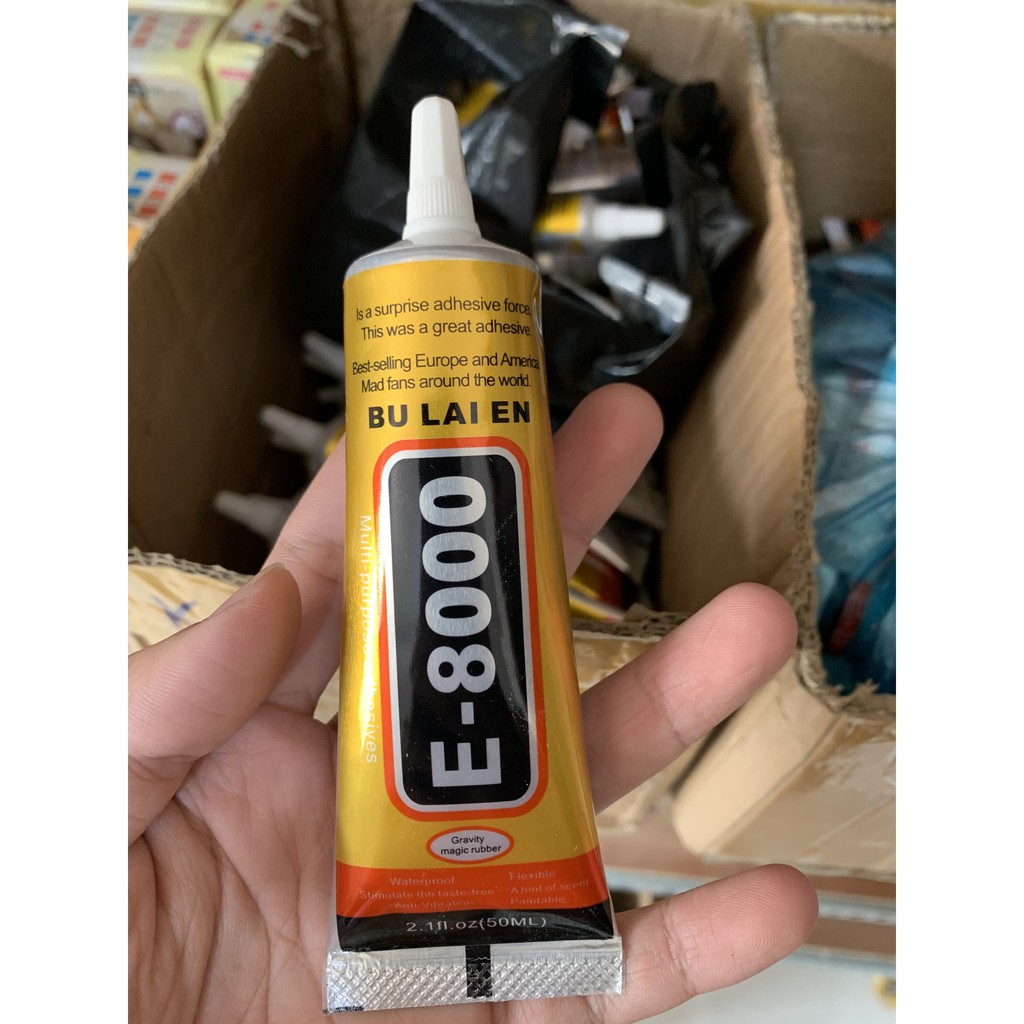 Is a surprise adhesive force.
This was a great adhesive.
Best-selling Europe and America
Mad fans around the world.
BU LAI EN
E-8000
Multi-purpose adhesives
Gravity
magic rubber
Waterproof
Flexible
Stimulate the taste-free
A hint of scent
Anti Vibration
Paintable
2.1fl.oz(50ML)